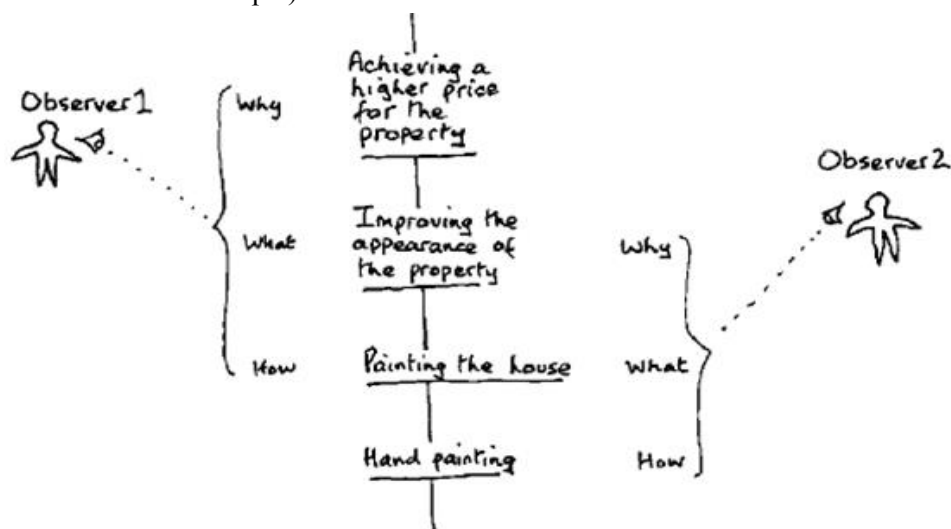 Observer 1
Why
Achieving a
higher price
for the
property
Observer 2
What
Improving the
appearance of
the property
Why
How
Painting the house
What
Hand painting
How